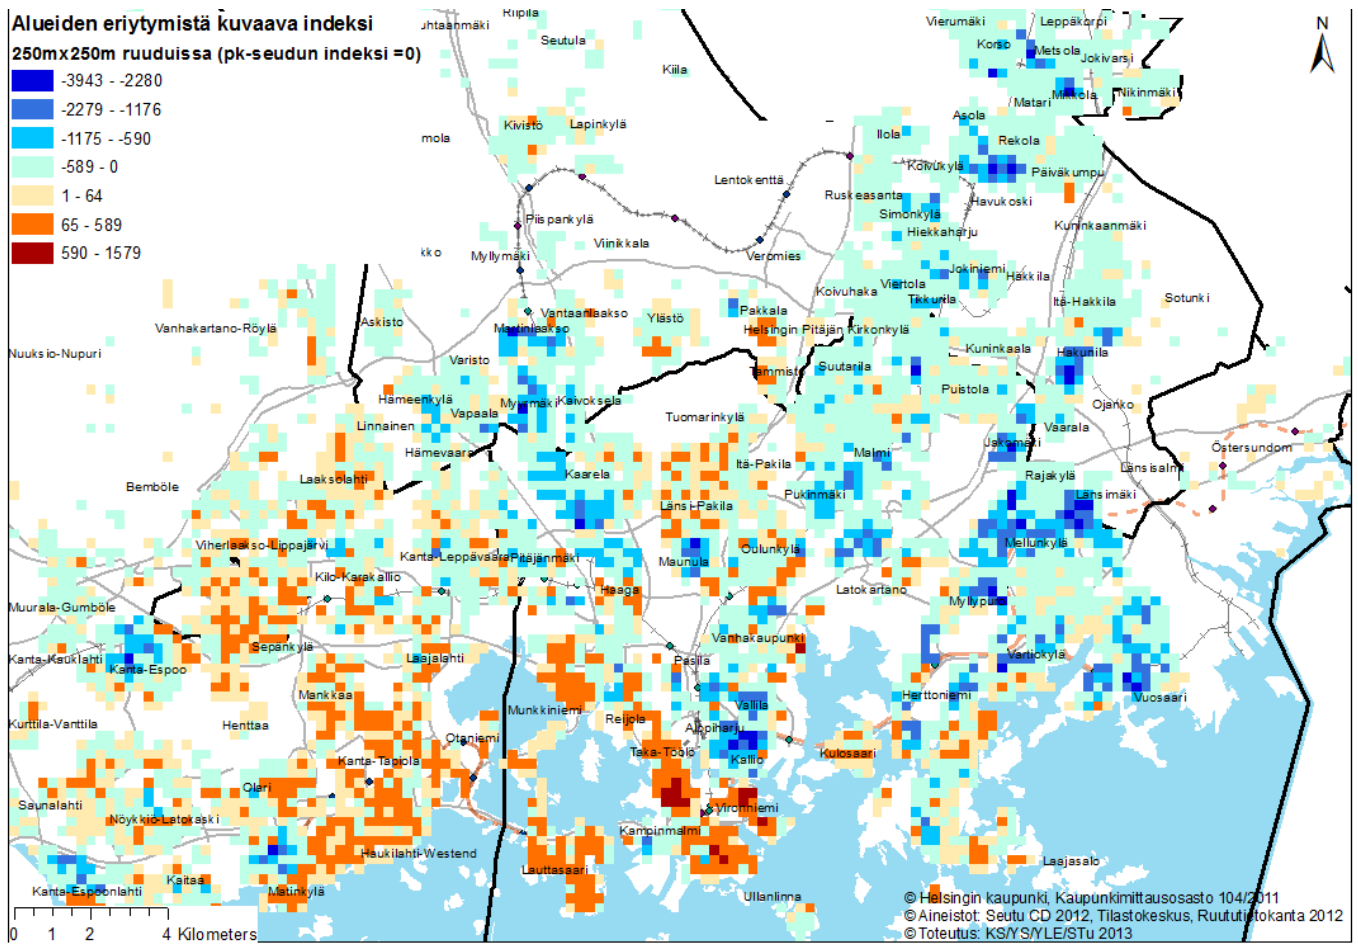 Alueiden eriytymistä kuvaava indeksi
250mx250m ruuduissa (pk-seudun indeksi =0)
-3943 - -2280
-2279 - -1176
-1175 - -590
-589 - 0
1 - 64
65 - 589
590 - 1579
N
Riipila
Seutula
Kiila
Vierumäki
Leppäkorpi
Korso
Metsola
Jokivarsi
Mikkola
Nikinmäki
Matari
Kivistö
Lapinkylä
Asola
Ilola
Rekola
Koivukylä
Päiväkumpu
Lentokenttä
Ruskeasanta
Havukoski
Simonkylä
Piispankylä
Kuninkaanmäki
Hiekkaharju
Viinikkala
Myllymäki
Veromies
Jokiniemi
Hakkila
Viertola
Koivuhaka
Tikkurila
Itä-Hakkila
Sotunki
Vantaanlaakso
Pakkala
Ylästö
Askisto
Vanhakartano-Röylä
Martinlaakso
Helsingin Pitäjän Kirkonkylä
Nuuksio-Nupuri
Varisto
Kuninkaala
Hakunila
Tammisto
Suutarila
Puistola
Hämeenkylä
Myyrmäki
Kaivoksela
Vapaala
Ojanko
Tuomarinkylä
Linnainen
Vaarala
Jakomäki
Östersundom
Hämevaara
Malmi
Itä-Pakila
Länsisalmi
Kaarela
Rajakylä
Laaksolahti
Bemböle
Pukinmäki
Länsimäki
Länsi-Pakila
Viherlaakso-Lippajärvi
Mellunkylä
Oulunkylä
Kanta-Leppävaara
Pitäjänmäki
Maunula
Kilo-Karakallio
Haaga
Latokartano
Myllypuro
Muurala-Gumböle
Vanhakaupunki
Sepänkylä
Kanta-Kauklahti
Laajalahti
Pasila
Vartiokylä
Kanta-Espoo
Mankkaa
Herttoniemi
Vuosaari
Vallila
Munkkiniemi
Reijola
Kurttila-Vanttila
Henttaa
Alppiharju
Otaniemi
Taka-Töölö
Kulosaari
Kanta-Tapiola
Kallio
Olari
Saunalahti
Vironniemi
Nöykkiö-Latokaski
Kampinmalmi
Haukilahti-Westend
Laajasalo
Lauttasaari
Kaitaa
Kanta-Espoonlahti
Matinkylä
Ullanlinna
0 1 2 4 Kilometers
© Helsingin kaupunki, Kaupunkimittausosasto 104/2011
© Aineistot: Seutu CD 2012, Tilastokeskus, Ruututietokanta 2012
© Toteutus: KS/YS/YLE/STu 2013